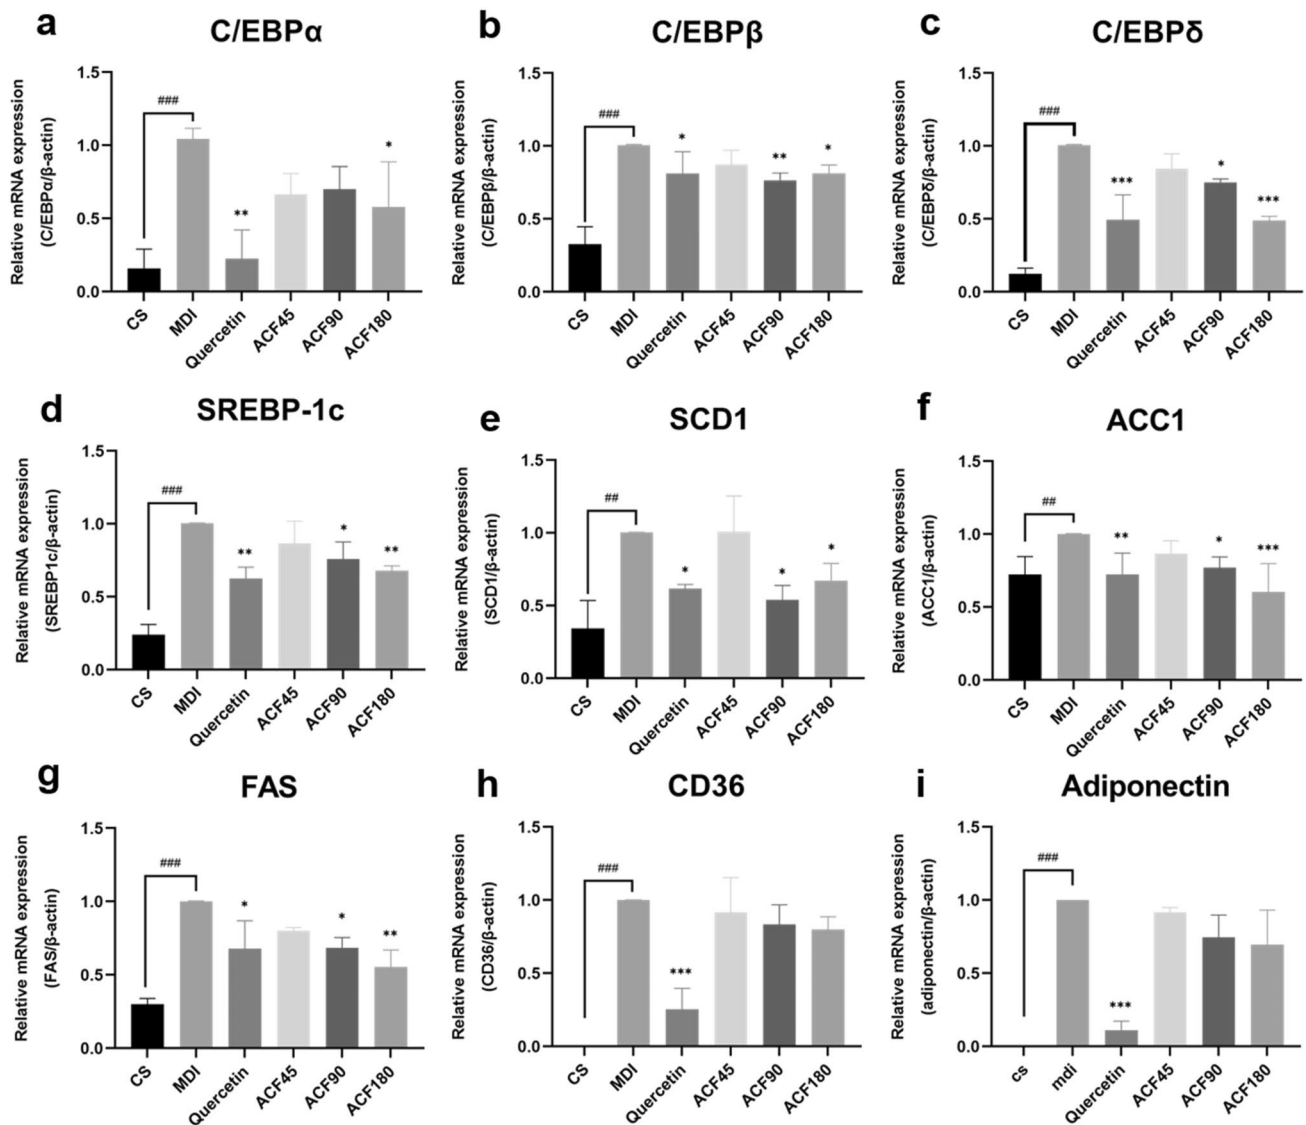 a
C/EBPα
Relative mRNA expression
(C/EBPα/β-actin)
1.5
1.0
0.5
0.0
###
**
*
CS
MDI
Quercetin
ACF45
ACF90
ACF180
b
C/EBPβ
Relative mRNA expression
(C/EBPβ/β-actin)
1.5
1.0
0.5
0.0
###
*
**
*
CS
MDI
Quercetin
ACF45
ACF90
ACF180
c
C/EBPδ
Relative mRNA expression
(C/EBPδ/β-actin)
1.5
1.0
0.5
0.0
###
***
*
***
CS
MDI
Quercetin
ACF45
ACF90
ACF180
d
SREBP-1c
Relative mRNA expression
(SREBP1c/β-actin)
1.5
1.0
0.5
0.0
###
**
*
**
CS
MDI
Quercetin
ACF45
ACF90
ACF180
e
SCD1
Relative mRNA expression
(SCD1/β-actin)
1.5
1.0
0.5
0.0
##
*
*
*
CS
MDI
Quercetin
ACF45
ACF90
ACF180
f
ACC1
Relative mRNA expression
(ACC1/β-actin)
1.5
1.0
0.5
0.0
##
**
*
***
CS
MDI
Quercetin
ACF45
ACF90
ACF180
g
FAS
Relative mRNA expression
(FAS/β-actin)
1.5
1.0
0.5
0.0
###
*
*
**
CS
MDI
Quercetin
ACF45
ACF90
ACF180
h
CD36
Relative mRNA expression
(CD36/β-actin)
1.5
1.0
0.5
0.0
###
***
CS
MDI
Quercetin
ACF45
ACF90
ACF180
i
Adiponectin
Relative mRNA expression
(adiponectin/β-actin)
1.5
1.0
0.5
0.0
###
***
cs
mdi
Quercetin
ACF45
ACF90
ACF180